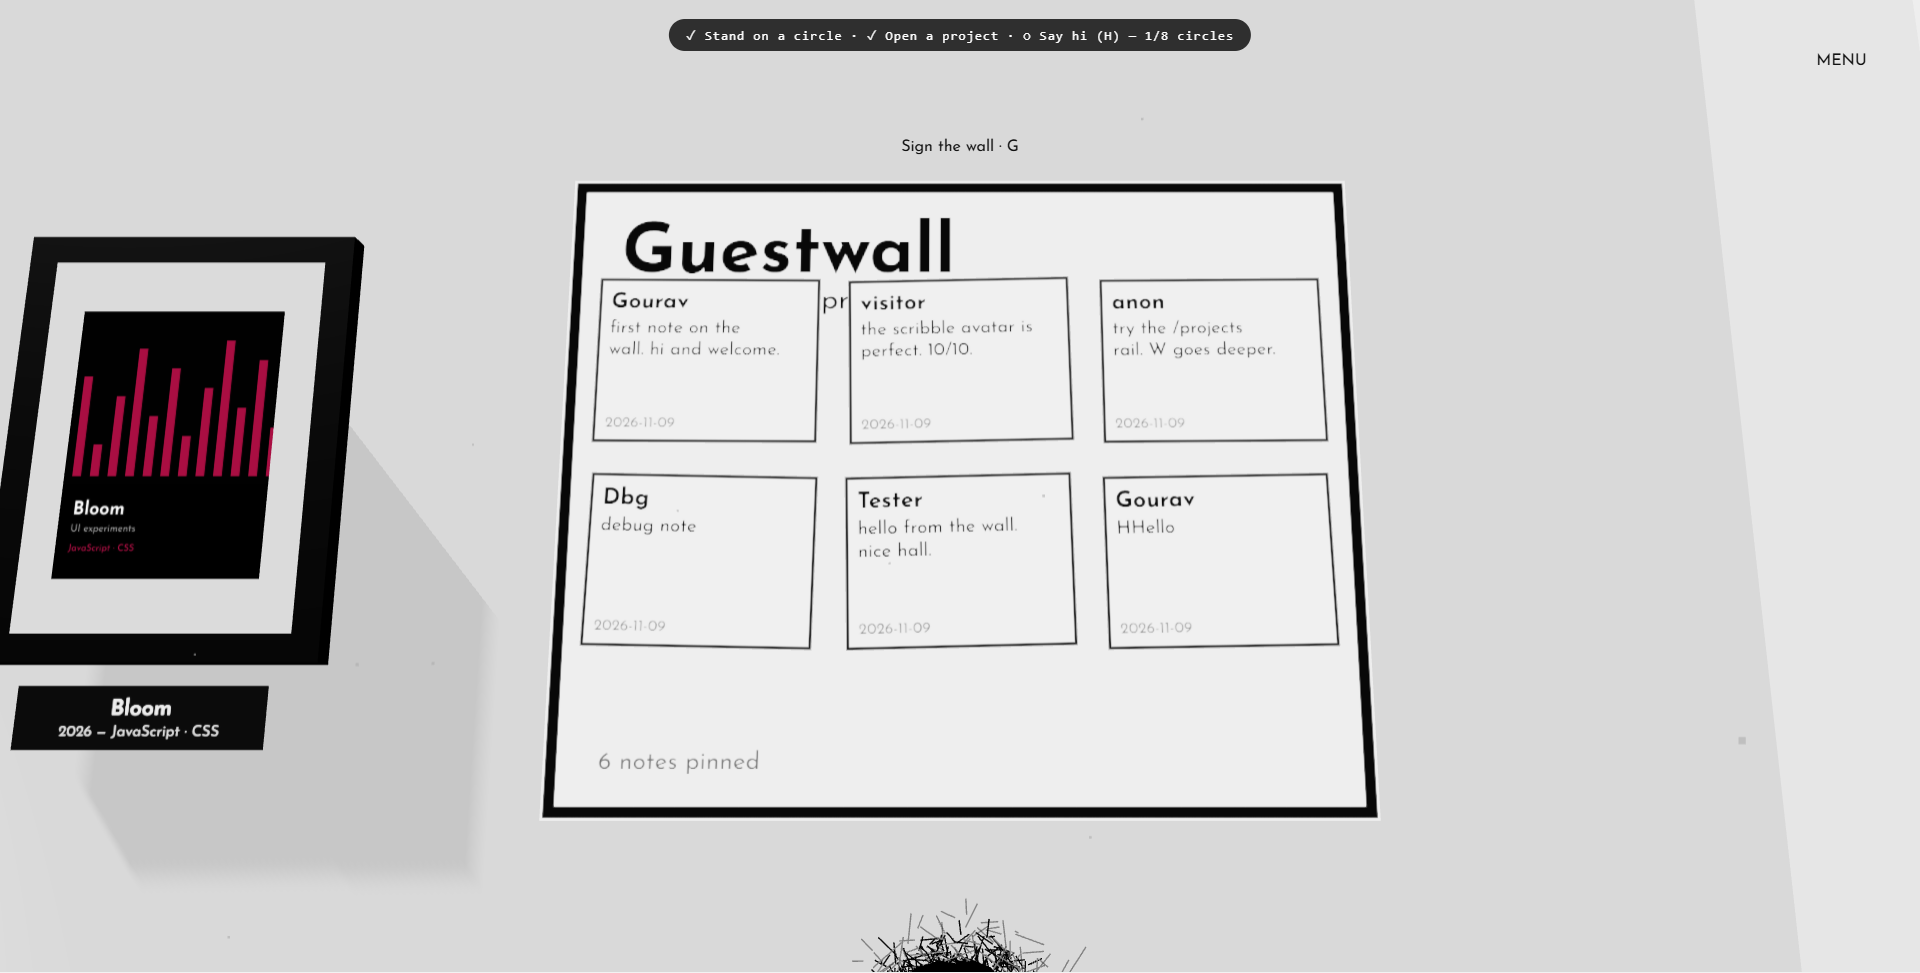 ✓ Stand on a circle · ✓ Open a project · ○ Say hi (H) — 1/8 circles
MENU
Sign the wall · G
Guestwall
pr
Gourav
first note on the
wall. hi and welcome.
2026-11-09
visitor
the scribble avatar is
perfect. 10/10.
2026-11-09
anon
try the /projects
rail. W goes deeper.
2026-11-09
Dbg
debug note
2026-11-09
Tester
hello from the wall.
nice hall.
2026-11-09
Gourav
HHello
2026-11-09
6 notes pinned
Bloom
UI experiments
JavaScript · CSS
Bloom
2026 — JavaScript · CSS